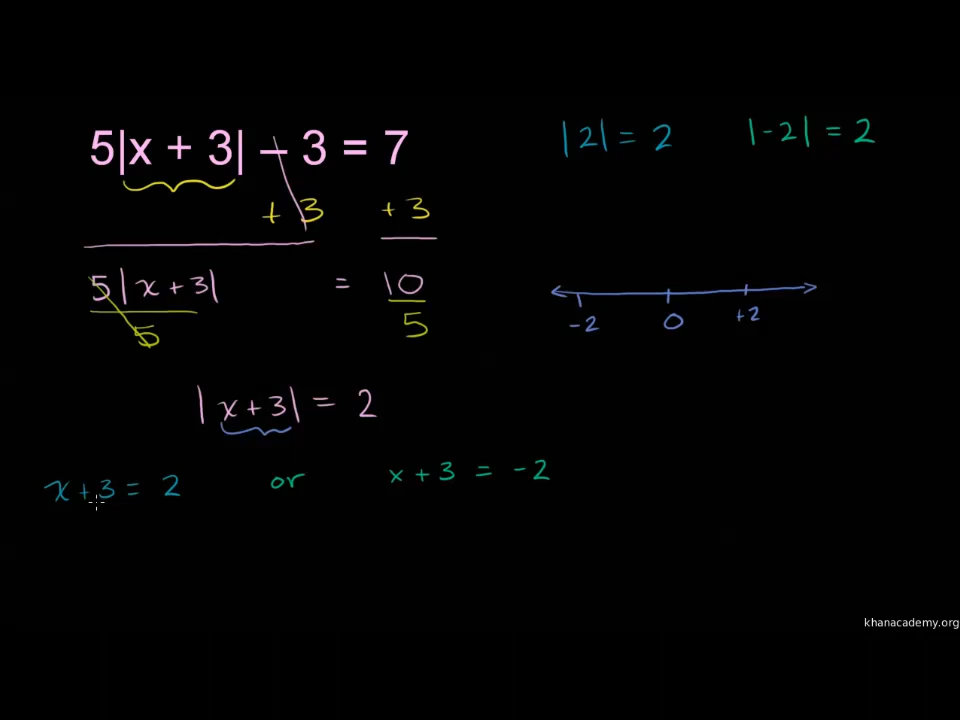 5|x + 3| – 3 = 7
+ 3 + 3
5|x+3| = 10
5 5
|x+3| = 2
x+3 = 2 or x+3 = -2
|2| = 2 |-2| = 2
-2 0 +2
khanacademy.org